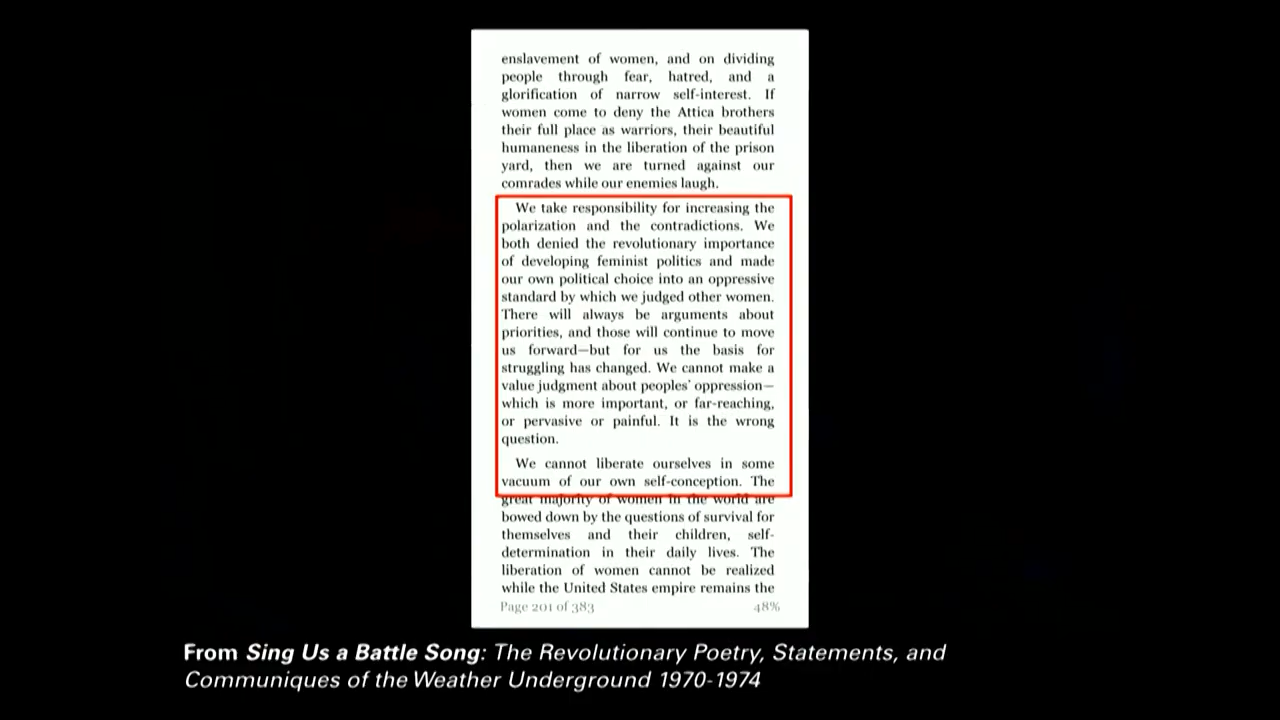 enslavement of women, and on dividing
people through fear, hatred, and a
glorification of narrow self-interest. If
women come to deny the Attica brothers
their full place as warriors, their beautiful
humaneness in the liberation of the prison
yard, then we are turned against our
comrades while our enemies laugh.
We take responsibility for increasing the
polarization and the contradictions. We
both denied the revolutionary importance
of developing feminist politics and made
our own political choice into an oppressive
standard by which we judged other women.
There will always be arguments about
priorities, and those will continue to move
us forward—but for us the basis for
struggling has changed. We cannot make a
value judgment about peoples' oppression—
which is more important, or far-reaching,
or pervasive or painful. It is the wrong
question.
We cannot liberate ourselves in some
vacuum of our own self-conception. The
great majority of women in the world are
bowed down by the questions of survival for
themselves and their children, self-
determination in their daily lives. The
liberation of women cannot be realized
while the United States empire remains the
Page 201 of 383 48%
From Sing Us a Battle Song: The Revolutionary Poetry, Statements, and
Communiques of the Weather Underground 1970-1974